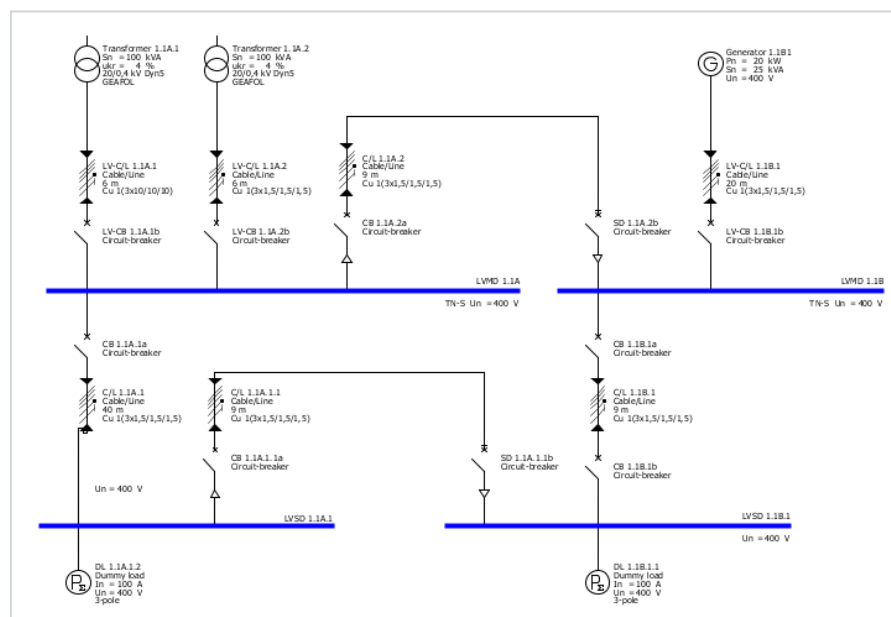 Transformer 1.1A.1
Sn = 100 kVA
ukr = 4 %
20/0,4 kV Dyn5
GEAFOL
Transformer 1.1A.2
Sn = 100 kVA
ukr = 4 %
20/0,4 kV Dyn5
GEAFOL
G
Generator 1.1B1
Pn = 20 kW
Sn = 25 kVA
Un = 400 V
LV-C/L 1.1A.1
Cable/Line
6 m
Cu 1(3x10/10/10)
LV-C/L 1.1A.2
Cable/Line
6 m
Cu 1(3x1,5/1,5/1,5)
C/L 1.1A.2
Cable/Line
9 m
Cu 1(3x1,5/1,5/1,5)
LV-C/L 1.1B.1
Cable/Line
20 m
Cu 1(3x1,5/1,5/1,5)
LV-CB 1.1A.1b
Circuit-breaker
LV-CB 1.1A.2b
Circuit-breaker
CB 1.1A.2a
Circuit-breaker
SD 1.1A.2b
Circuit-breaker
LV-CB 1.1B.1b
Circuit-breaker
LVMD 1.1A
TN-S Un = 400 V
LVMD 1.1B
TN-S Un = 400 V
CB 1.1A.1a
Circuit-breaker
CB 1.1B.1a
Circuit-breaker
C/L 1.1A.1
Cable/Line
40 m
Cu 1(3x1,5/1,5/1,5)
C/L 1.1A.1.1
Cable/Line
9 m
Cu 1(3x1,5/1,5/1,5)
C/L 1.1B.1
Cable/Line
9 m
Cu 1(3x1,5/1,5/1,5)
CB 1.1A.1.1a
Circuit-breaker
SD 1.1A.1.1b
Circuit-breaker
CB 1.1B.1b
Circuit-breaker
Un = 400 V
LVSD 1.1A.1
LVSD 1.1B.1
Un = 400 V
DL 1.1A.1.2
Dummy load
In = 100 A
Un = 400 V
3-pole
DL 1.1B.1.1
Dummy load
In = 100 A
Un = 400 V
3-pole